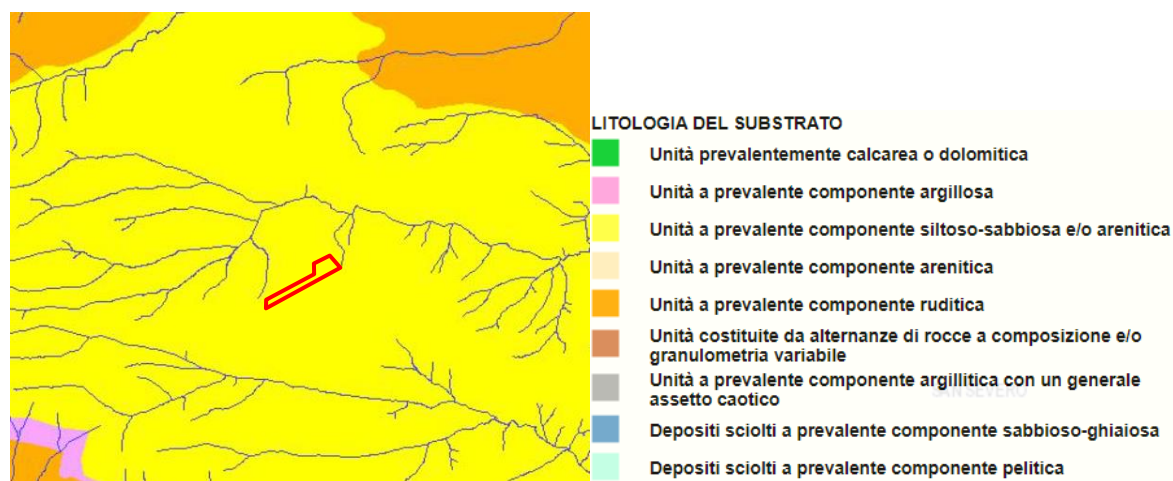 LITOLOGIA DEL SUBSTRATO
Unità prevalentemente calcarea o dolomitica
Unità a prevalente componente argillosa
Unità a prevalente componente siltoso-sabbiosa e/o arenitica
Unità a prevalente componente arenitica
Unità a prevalente componente ruditica
Unità costituite da alternanze di rocce a composizione e/o
granulometria variabile
Unità a prevalente componente argillitica con un generale
assetto caotico
SAN SEVERO
Depositi sciolti a prevalente componente sabbioso-ghiaiosa
Depositi sciolti a prevalente componente pelitica